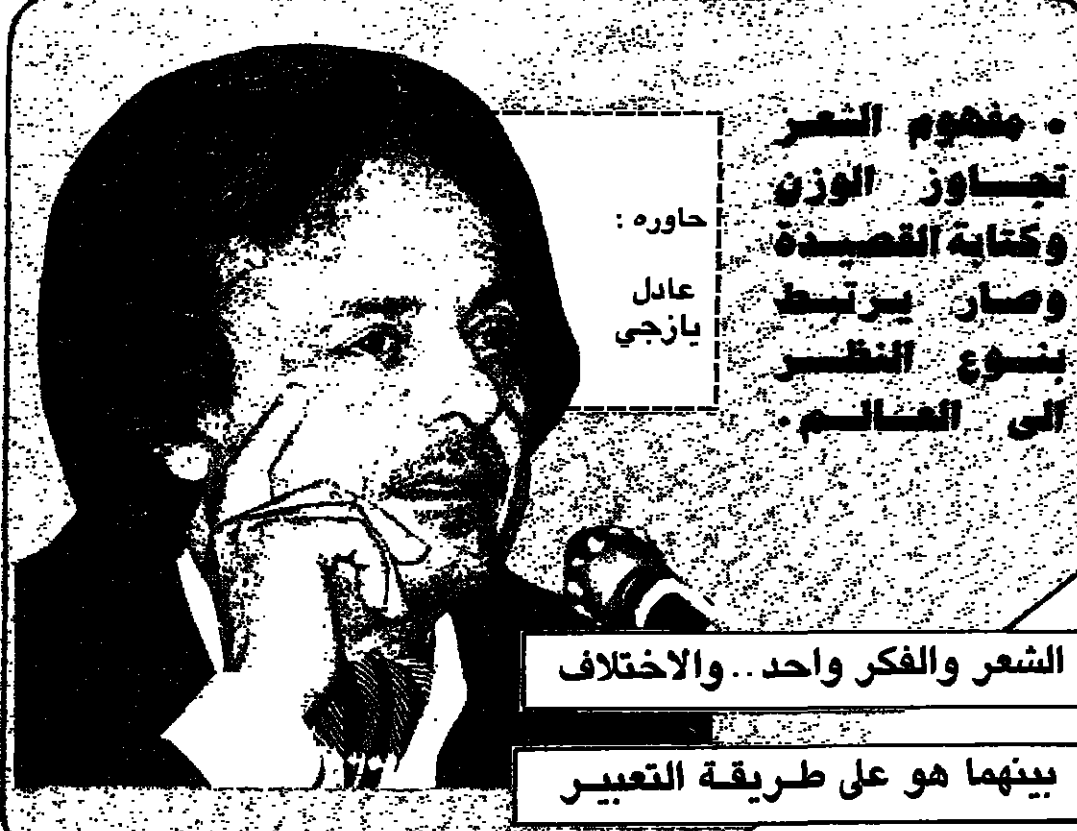 • مفهوم الشعر
تجاوز الوزن
وكتابة القصيدة
وصار يرتبط
بنوع النظر
الى العالم •
حاوره :
عادل
يازجي
الشعر والفكر واحد .. والاختلاف
بينهما هو على طريقة التعبير